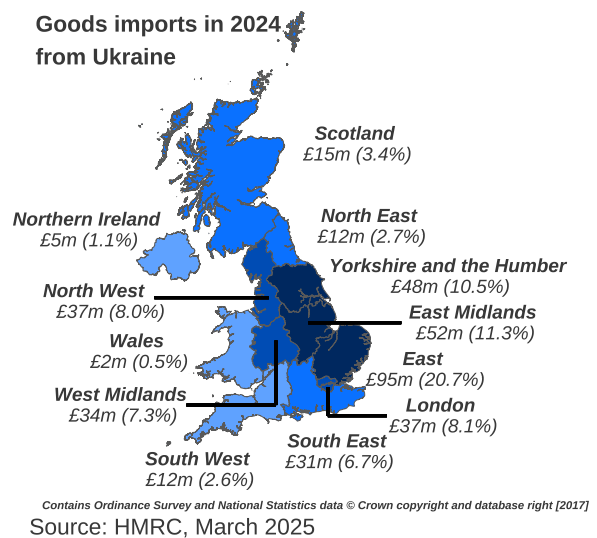 Goods imports in 2024
from Ukraine
Scotland
£15m (3.4%)
Northern Ireland
£5m (1.1%)
North East
£12m (2.7%)
Yorkshire and the Humber
£48m (10.5%)
North West
£37m (8.0%)
East Midlands
£52m (11.3%)
Wales
£2m (0.5%)
East
£95m (20.7%)
West Midlands
£34m (7.3%)
London
£37m (8.1%)
South East
£31m (6.7%)
South West
£12m (2.6%)
Contains Ordinance Survey and National Statistics data © Crown copyright and database right [2017]
Source: HMRC, March 2025